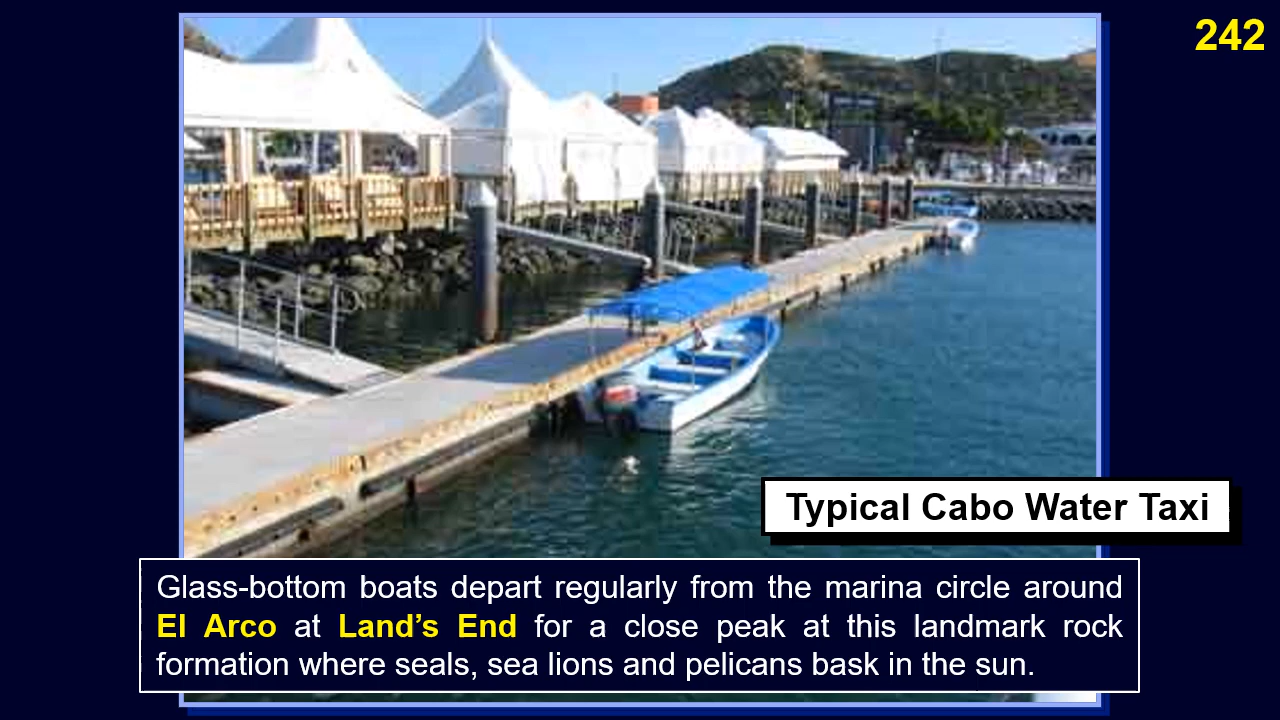 242
Typical Cabo Water Taxi
Glass-bottom boats depart regularly from the marina circle around
El Arco at Land’s End for a close peak at this landmark rock
formation where seals, sea lions and pelicans bask in the sun.